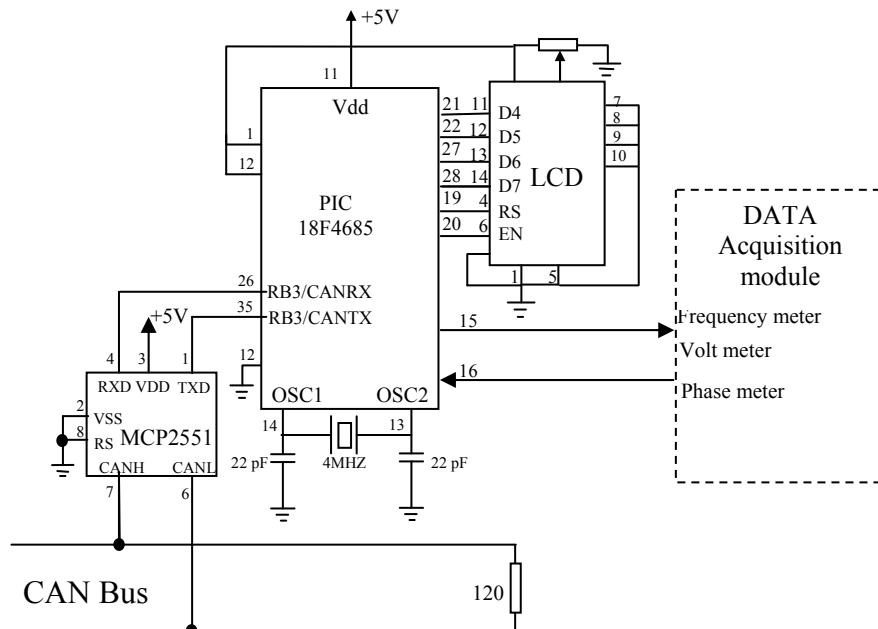 +5V
11
Vdd
1
12
PIC
18F4685
21 11
D4
22 12
D5
27 13
D6
28 14
D7
19 4
RS
20 6
EN
LCD
7
8
9
10
1 5
DATA
Acquisition
module
Frequency meter
Volt meter
Phase meter
15
16
26
RB3/CANRX
35
RB3/CANTX
12
OSC1 OSC2
14 13
22 pF 4MHZ 22 pF
+5V
4 3 1
RXD VDD TXD
2
VSS
8
RS
MCP2551
CANH CANL
7 6
CAN Bus
120